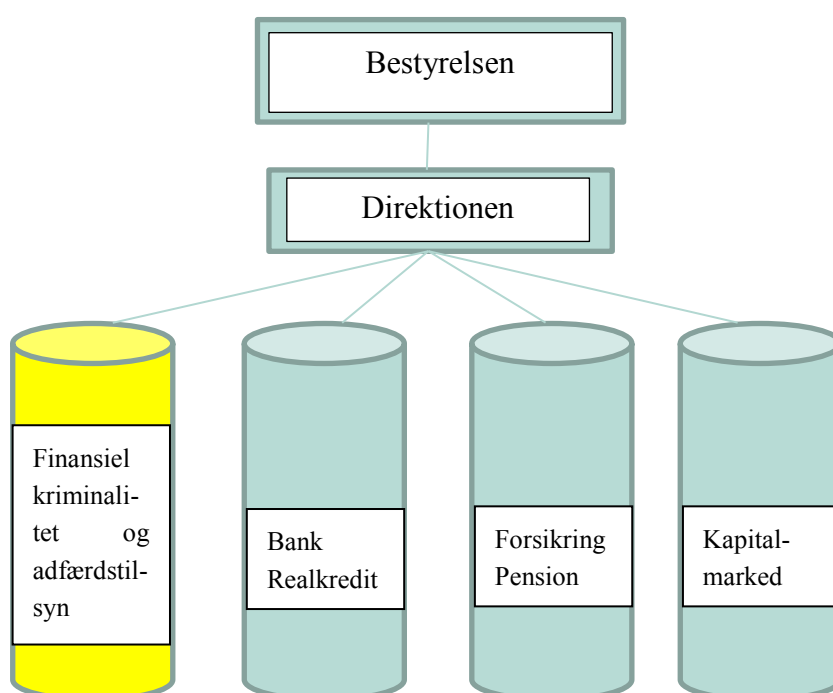 Bestyrelsen
Direktionen
Finansiel
kriminali-
tet og
adfærdstil-
syn
Bank
Realkredit
Forsikring
Pension
Kapital-
marked